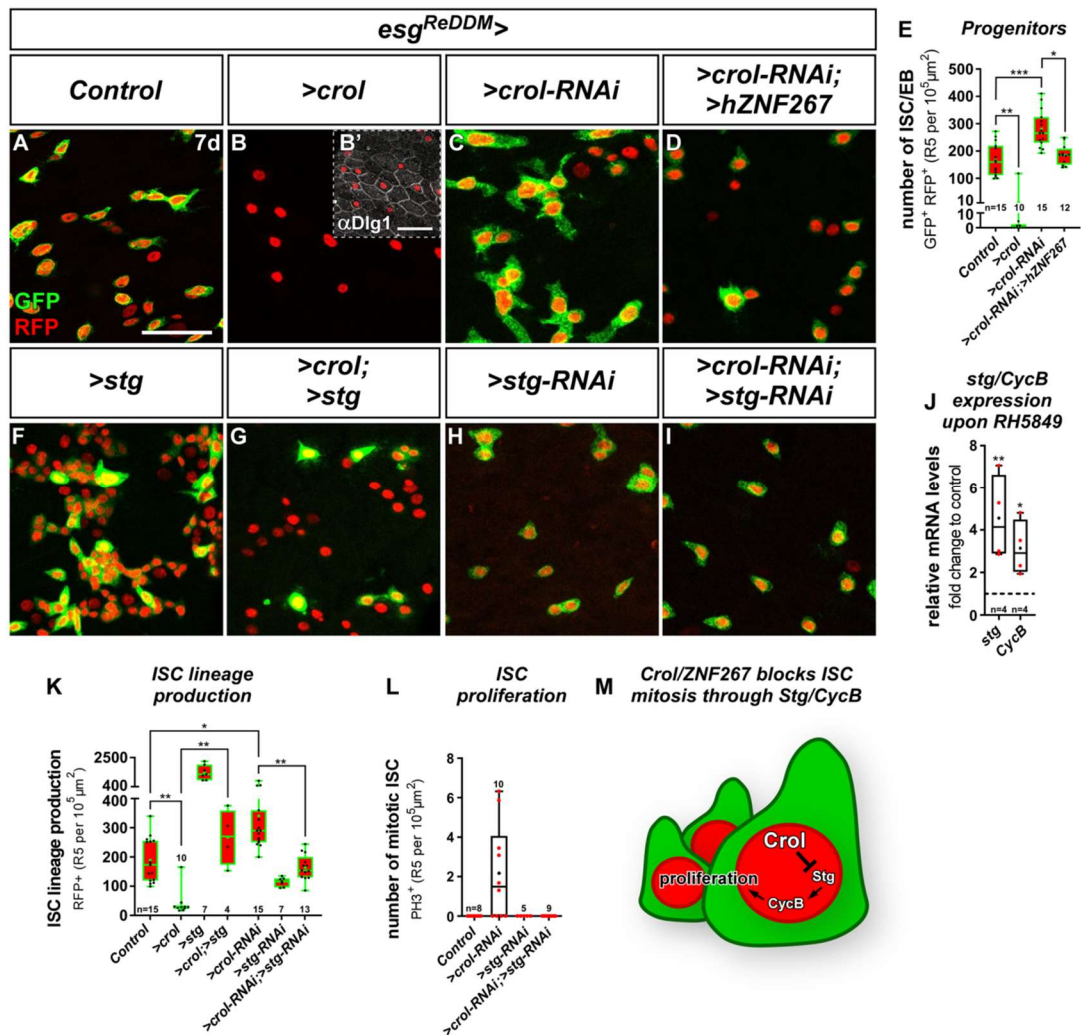 esgReDDM>
Control
>crol
>crol-RNAi
>crol-RNAi;
>hZNF267
A
7d
GFP
RFP
B
B'
αDlg1
C
D
E
Progenitors
number of ISC/EB
GFP+ RFP+ (R5 per 10⁵µm²)
500
400
300
200
100
10
0
***
**
*
n=15
10
15
12
Control
>crol
>crol-RNAi
>crol-RNAi;>hZNF267
>stg
>crol;
>stg
>stg-RNAi
>crol-RNAi;
>stg-RNAi
F
G
H
I
J
stg/CycB
expression
upon RH5849
relative mRNA levels
fold change to control
8
6
4
2
0
**
*
n=4
n=4
stg
CycB
K
ISC lineage
production
ISC lineage production
RFP+ (R5 per 10⁵µm²)
2500
400
400
300
200
100
0
*
**
**
**
10
n=15
7
4
15
7
13
Control
>crol
>stg
>crol;>stg
>crol-RNAi
>stg-RNAi
>crol-RNAi;>stg-RNAi
L
ISC
proliferation
number of mitotic ISC
PH3+ (R5 per 10⁵µm²)
8
6
4
2
0
n=8
10
5
9
Control
>crol-RNAi
>stg-RNAi
>crol-RNAi;>stg-RNAi
M
Crol/ZNF267 blocks ISC
mitosis through Stg/CycB
Crol
Stg
CycB
proliferation